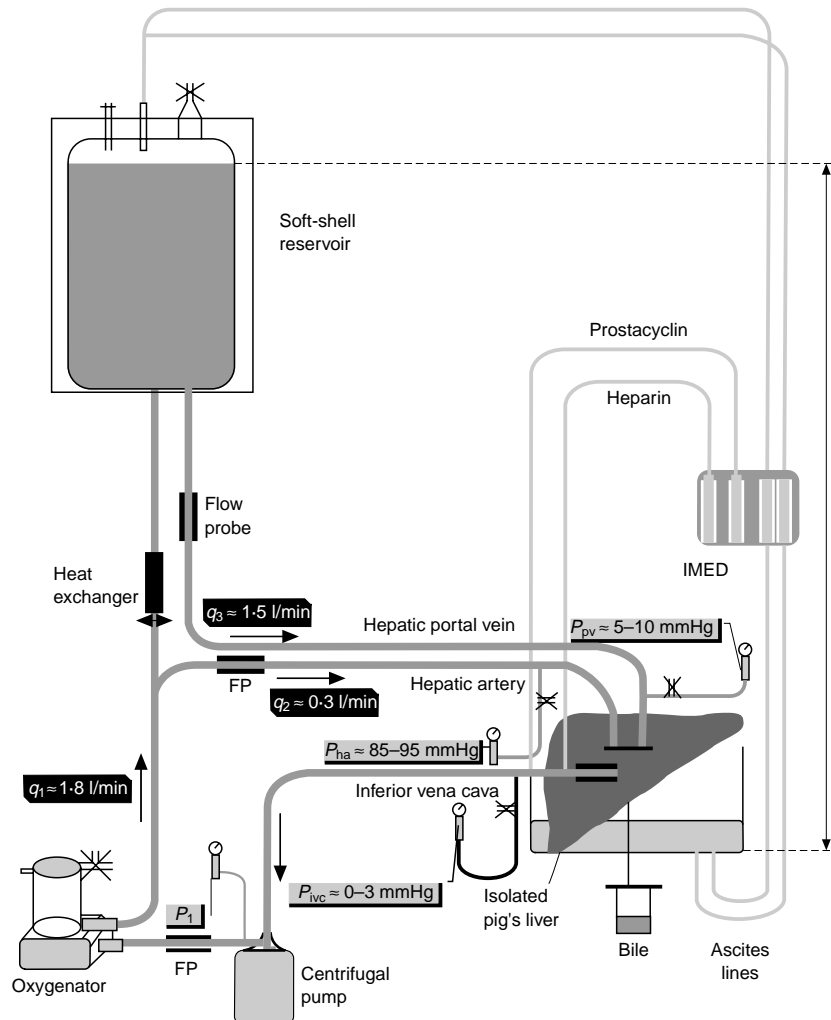 Soft-shell
reservoir
Prostacyclin
Heparin
Flow
probe
IMED
Heat
exchanger
q₃ ≈ 1·5 l/min
Hepatic portal vein
Pₚᵥ ≈ 5–10 mmHg
FP
Hepatic artery
q₂ ≈ 0·3 l/min
Pₕₐ ≈ 85–95 mmHg
q₁ ≈ 1·8 l/min
Inferior vena cava
P_ivc ≈ 0–3 mmHg
Isolated
pig's liver
P₁
Bile
Ascites
lines
FP
Oxygenator
Centrifugal
pump